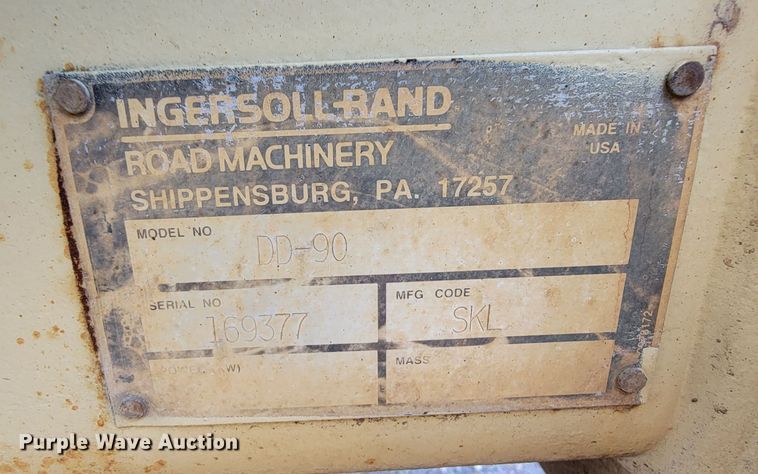 INGERSOLL-RAND
ROAD MACHINERY
SHIPPENSBURG, PA. 17257
MADE IN
USA
MODEL NO
DD-90
SERIAL NO
169377
MFG CODE
SKL
MASS
Purple Wave Auction